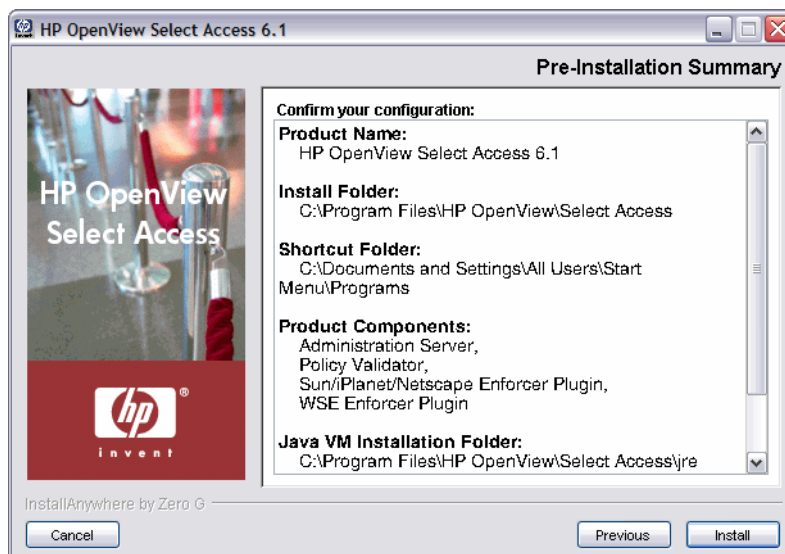 HP OpenView Select Access 6.1
Pre-Installation Summary
HP OpenView
Select Access
hp
®
invent
Confirm your configuration:
Product Name:
HP OpenView Select Access 6.1
Install Folder:
C:\Program Files\HP OpenView\Select Access
Shortcut Folder:
C:\Documents and Settings\All Users\Start
Menu\Programs
Product Components:
Administration Server,
Policy Validator,
Sun/iPlanet/Netscape Enforcer Plugin,
WSE Enforcer Plugin
Java VM Installation Folder:
C:\Program Files\HP OpenView\Select Access\jre
InstallAnywhere by Zero G
Cancel
Previous
Install